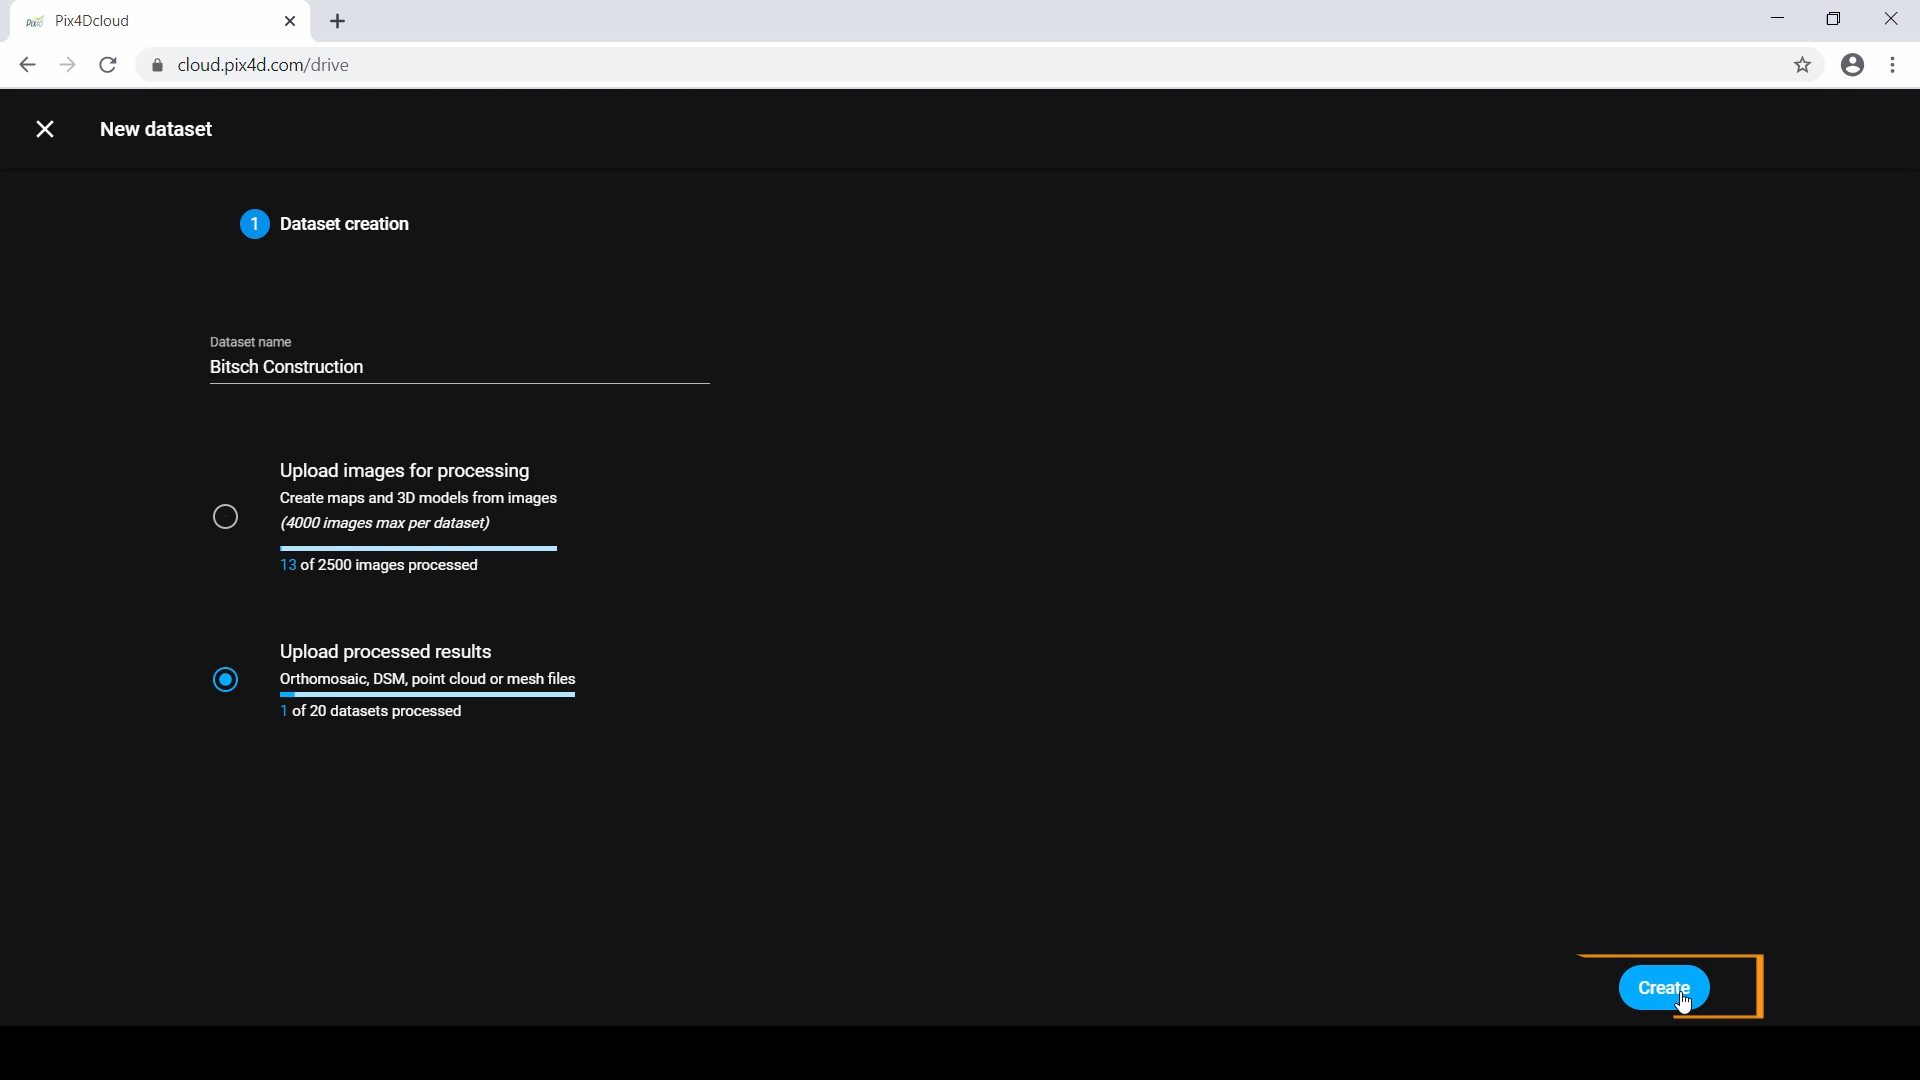 Pix4Dcloud
cloud.pix4d.com/drive
New dataset
1 Dataset creation
Dataset name
Bitsch Construction
Upload images for processing
Create maps and 3D models from images
(4000 images max per dataset)
13 of 2500 images processed
Upload processed results
Orthomosaic, DSM, point cloud or mesh files
1 of 20 datasets processed
Create